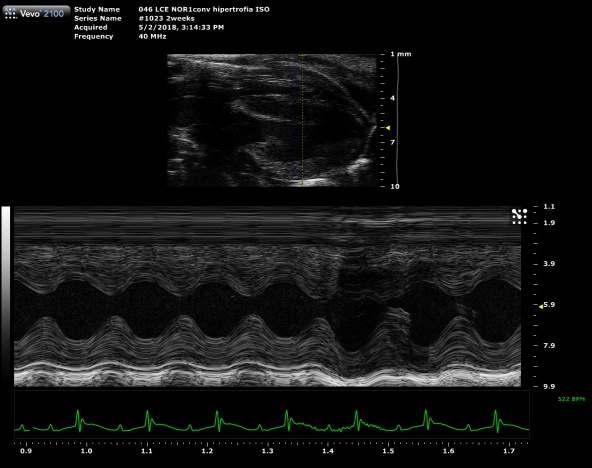 Vevo 2100
Study Name 046 LCE NOR1conv hipertrofia ISO
Series Name #1023 2weeks
Acquired 5/2/2018, 3:14:33 PM
Frequency 40 MHz
1 mm
4
7
10
1.1
1.9
3.9
5.9
7.9
9.9
522 BPM
0.9 1.0 1.1 1.2 1.3 1.4 1.5 1.6 1.7